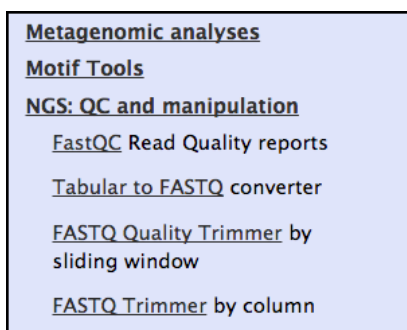 Metagenomic analyses
Motif Tools
NGS: QC and manipulation
FastQC Read Quality reports
Tabular to FASTQ converter
FASTQ Quality Trimmer by
sliding window
FASTQ Trimmer by column